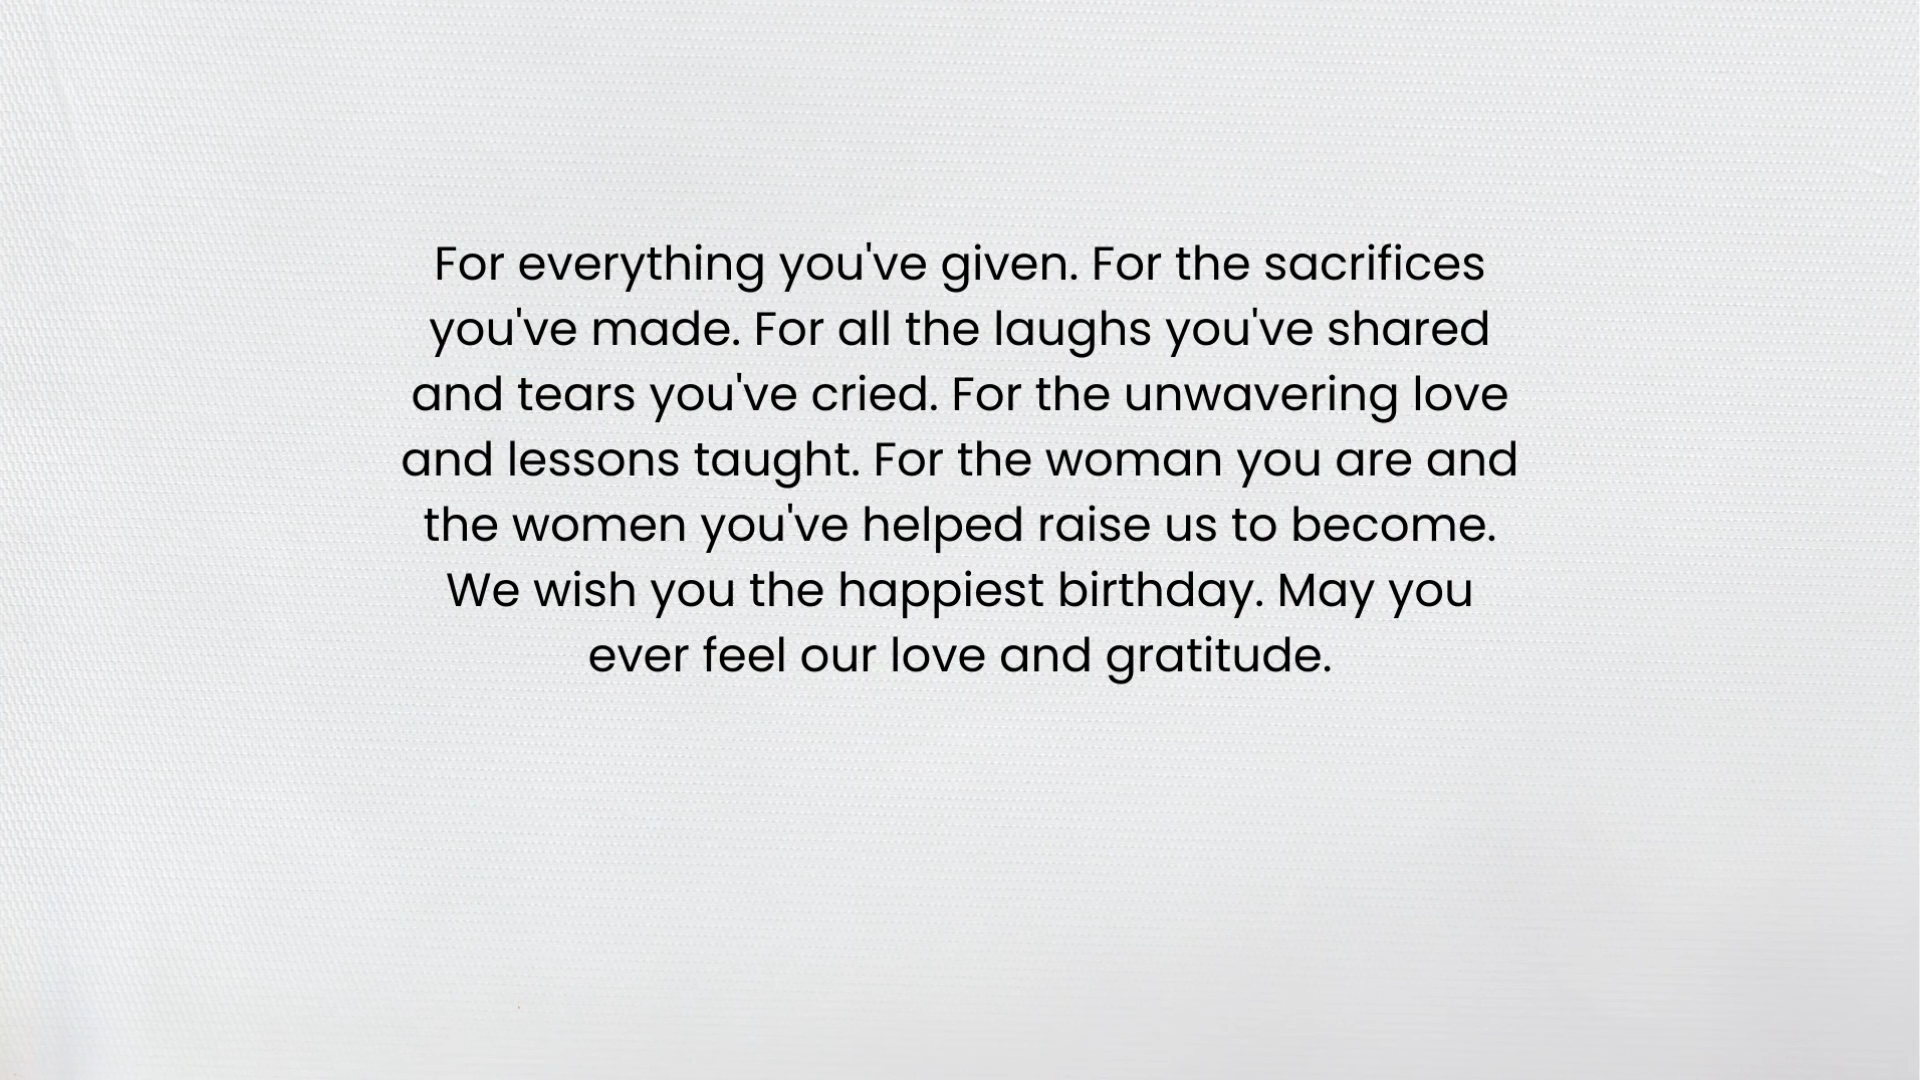 For everything you've given. For the sacrifices
you've made. For all the laughs you've shared
and tears you've cried. For the unwavering love
and lessons taught. For the woman you are and
the women you've helped raise us to become.
We wish you the happiest birthday. May you
ever feel our love and gratitude.